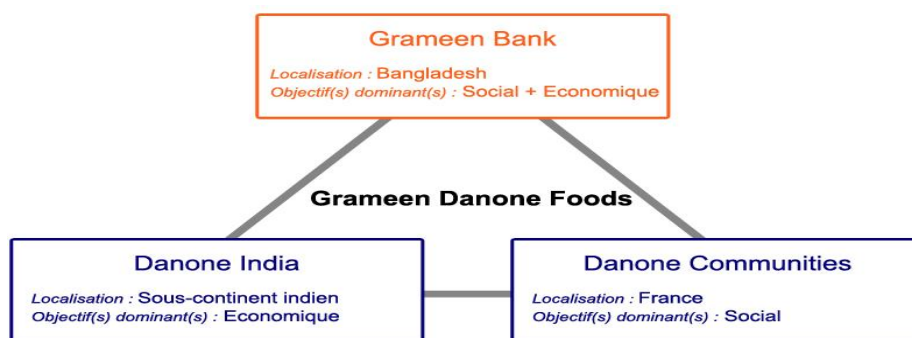 Grameen Bank
Localisation : Bangladesh
Objectif(s) dominant(s) : Social + Economique
Grameen Danone Foods
Danone India
Localisation : Sous-continent indien
Objectif(s) dominant(s) : Economique
Danone Communities
Localisation : France
Objectif(s) dominant(s) : Social